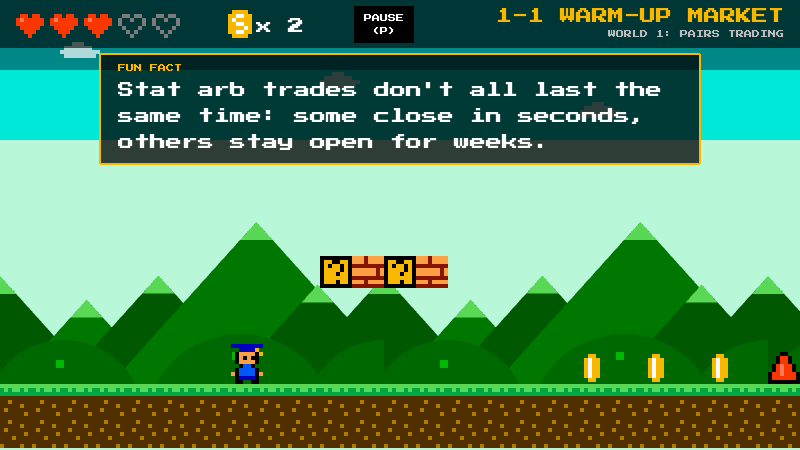 x 2
PAUSE
(P)
1-1 WARM-UP MARKET
WORLD 1: PAIRS TRADING
FUN FACT
Stat arb trades don't all last the
same time: some close in seconds,
others stay open for weeks.